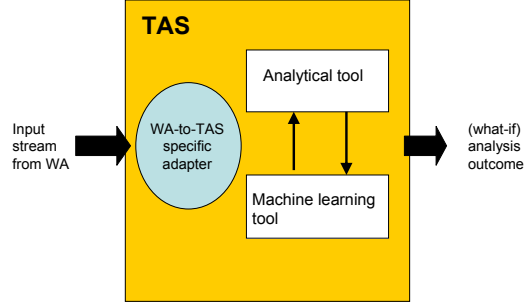 TAS
Analytical tool
Input
stream
from WA
WA-to-TAS
specific
adapter
(what-if)
analysis
outcome
Machine learning
tool